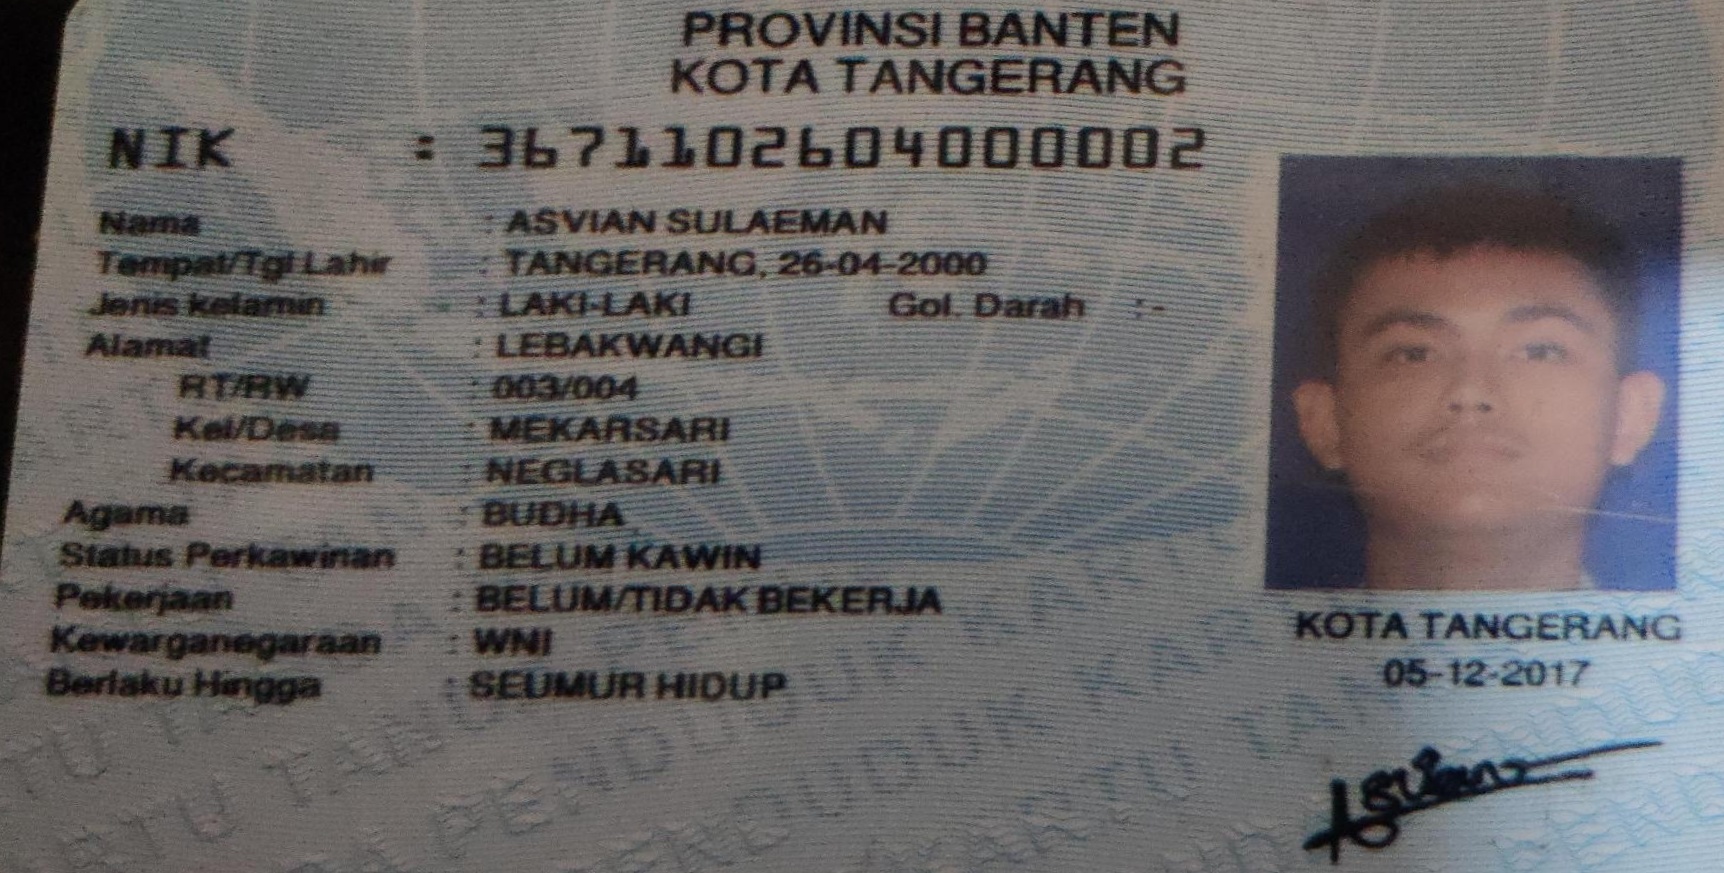 PROVINSI BANTEN
KOTA TANGERANG
NIK : 3671102604000002
Nama : ASVIAN SULAEMAN
Tempat/Tgl Lahir : TANGERANG, 26-04-2000
Jenis kelamin : LAKI-LAKI Gol. Darah : -
Alamat : LEBAKWANGI
RT/RW : 003/004
Kel/Desa : MEKARSARI
Kecamatan : NEGLASARI
Agama : BUDHA
Status Perkawinan : BELUM KAWIN
Pekerjaan : BELUM/TIDAK BEKERJA
Kewarganegaraan : WNI
Berlaku Hingga : SEUMUR HIDUP
KOTA TANGERANG
05-12-2017